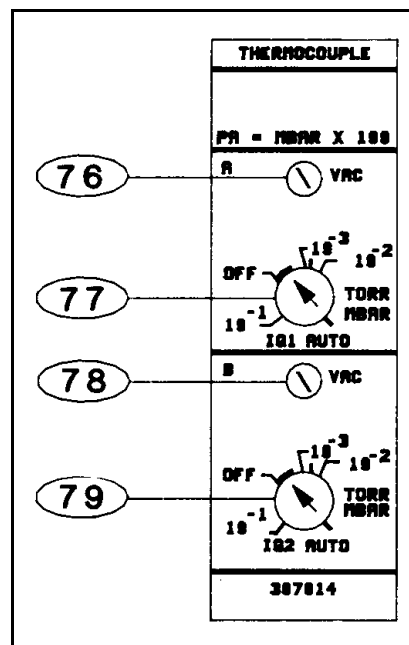 THERMOCOUPLE
PA = MBAR X 100
76
A
VAC
10-3
10-2
OFF
77
TORR
MBAR
10-1
IG1 AUTO
78
B
VAC
10-3
10-2
OFF
79
TORR
MBAR
10-1
IG2 AUTO
307014